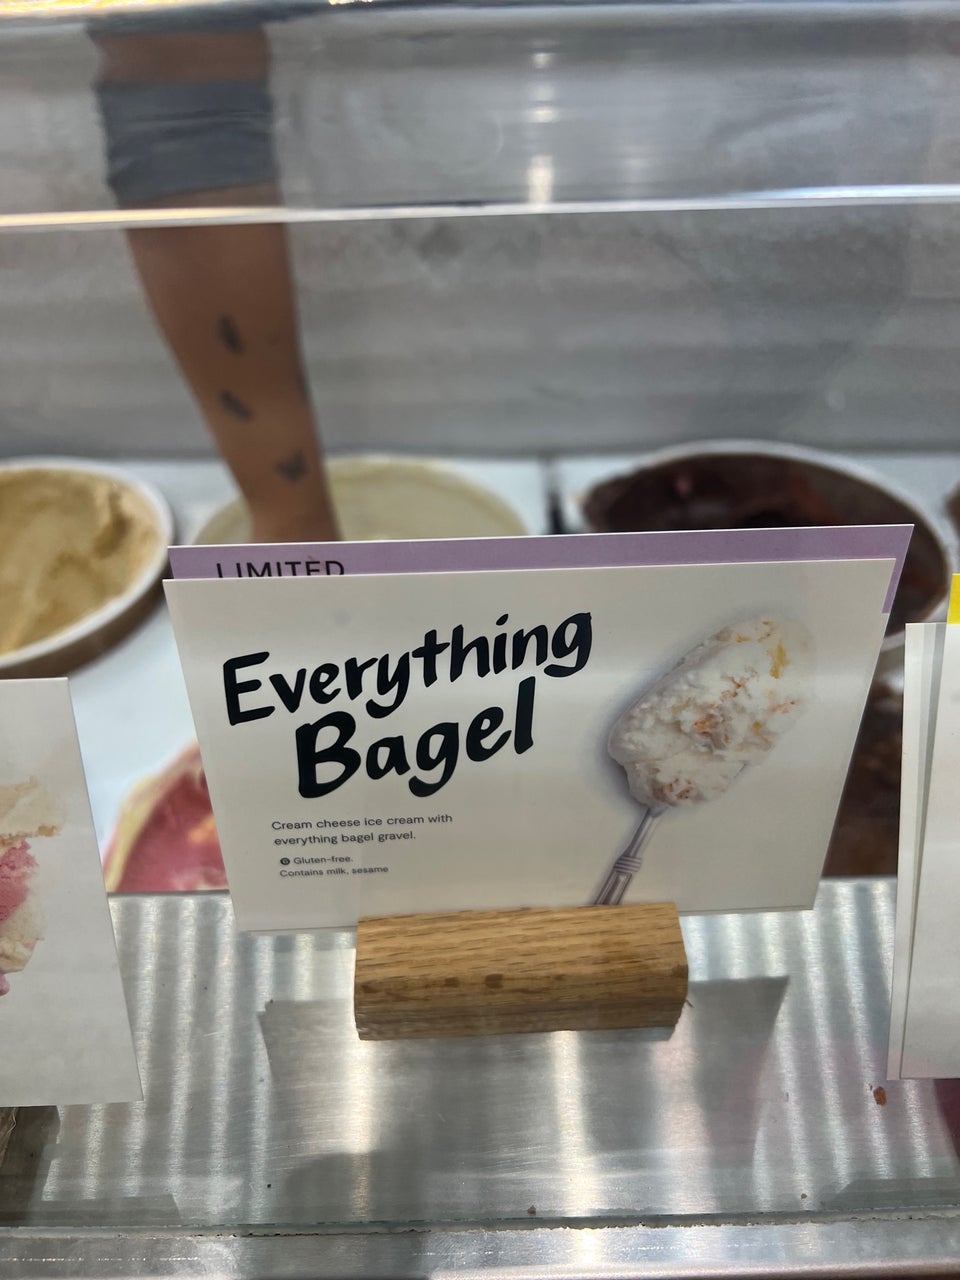 LIMITED
Everything
Bagel
Cream cheese ice cream with
everything bagel gravel.
G Gluten-free.
Contains milk, sesame